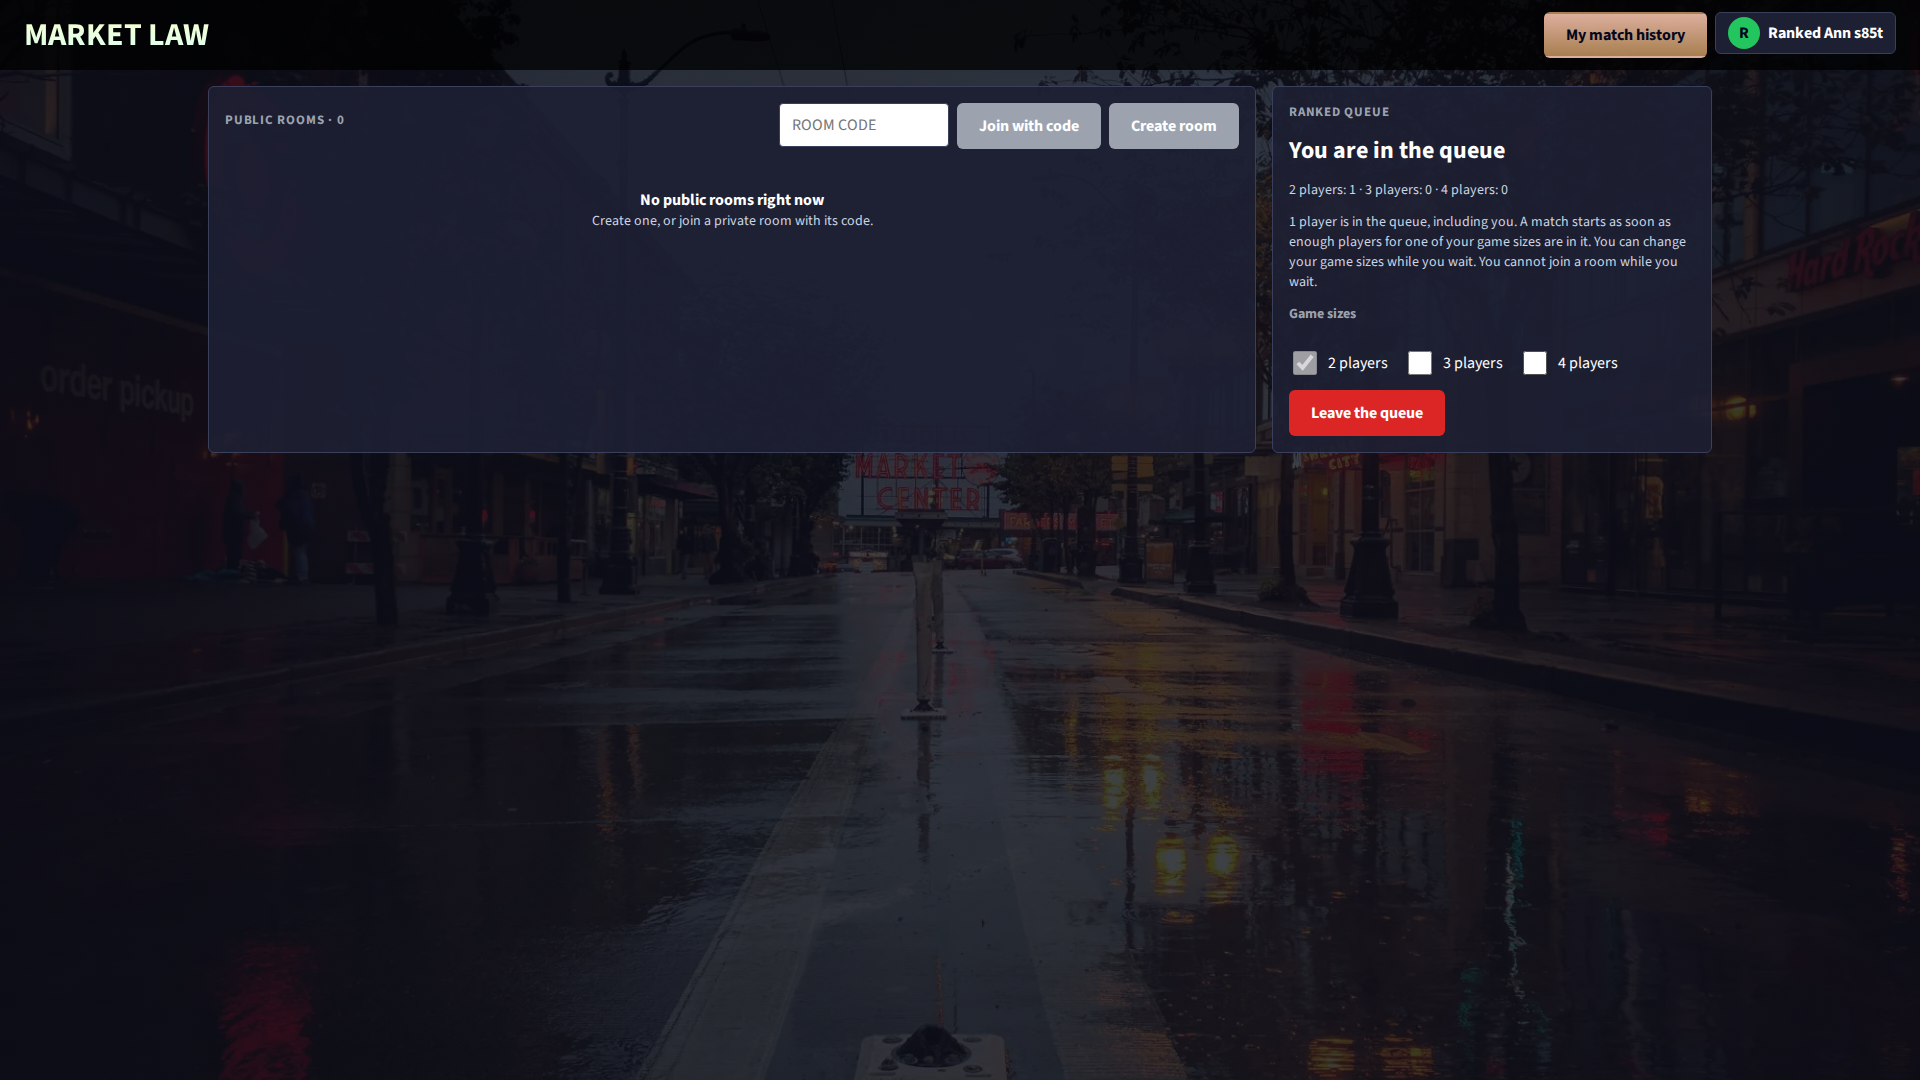 MARKET LAW
My match history
R
Ranked Ann s85t
PUBLIC ROOMS · 0
ROOM CODE
Join with code
Create room
No public rooms right now
Create one, or join a private room with its code.
RANKED QUEUE
You are in the queue
2 players: 1 · 3 players: 0 · 4 players: 0
1 player is in the queue, including you. A match starts as soon as
enough players for one of your game sizes are in it. You can change
your game sizes while you wait. You cannot join a room while you
wait.
Game sizes
2 players
3 players
4 players
Leave the queue
Hard Rock
order pickup
MARKET
CENTER